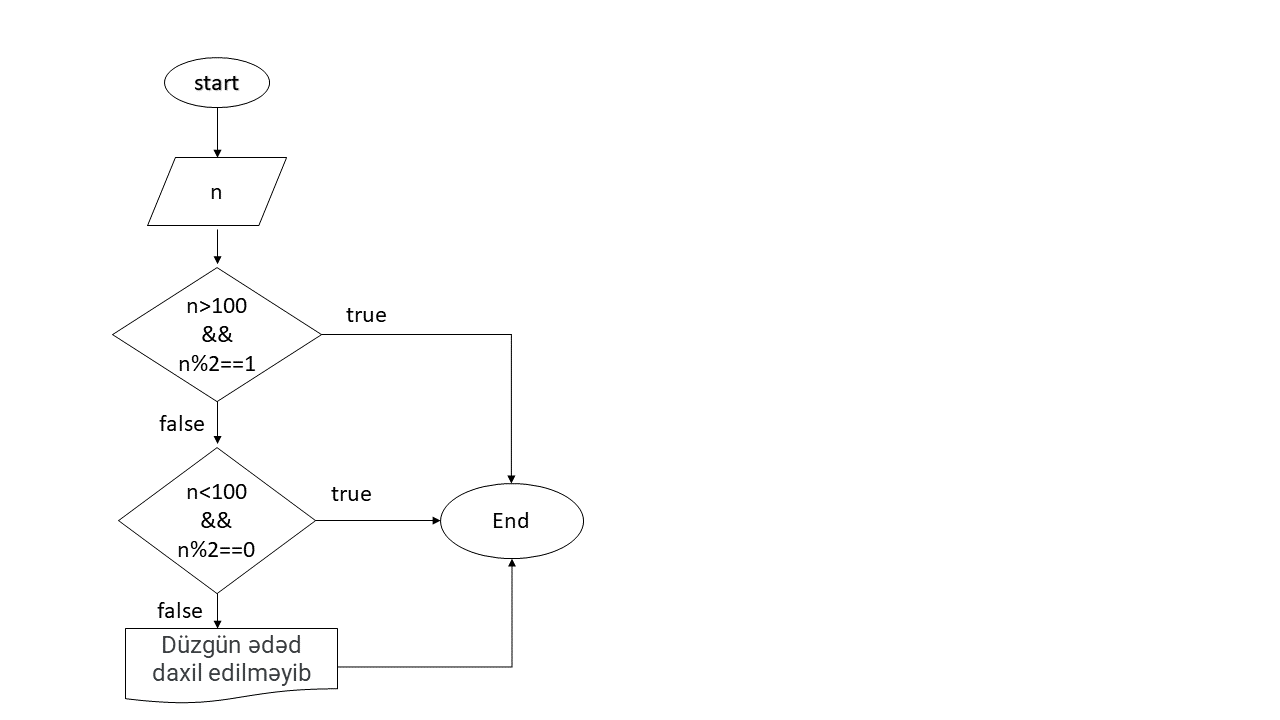 start
n
n>100
&&
n%2==1
true
false
n<100
&&
n%2==0
true
End
false
Düzgün ədəd
daxil edilməyib